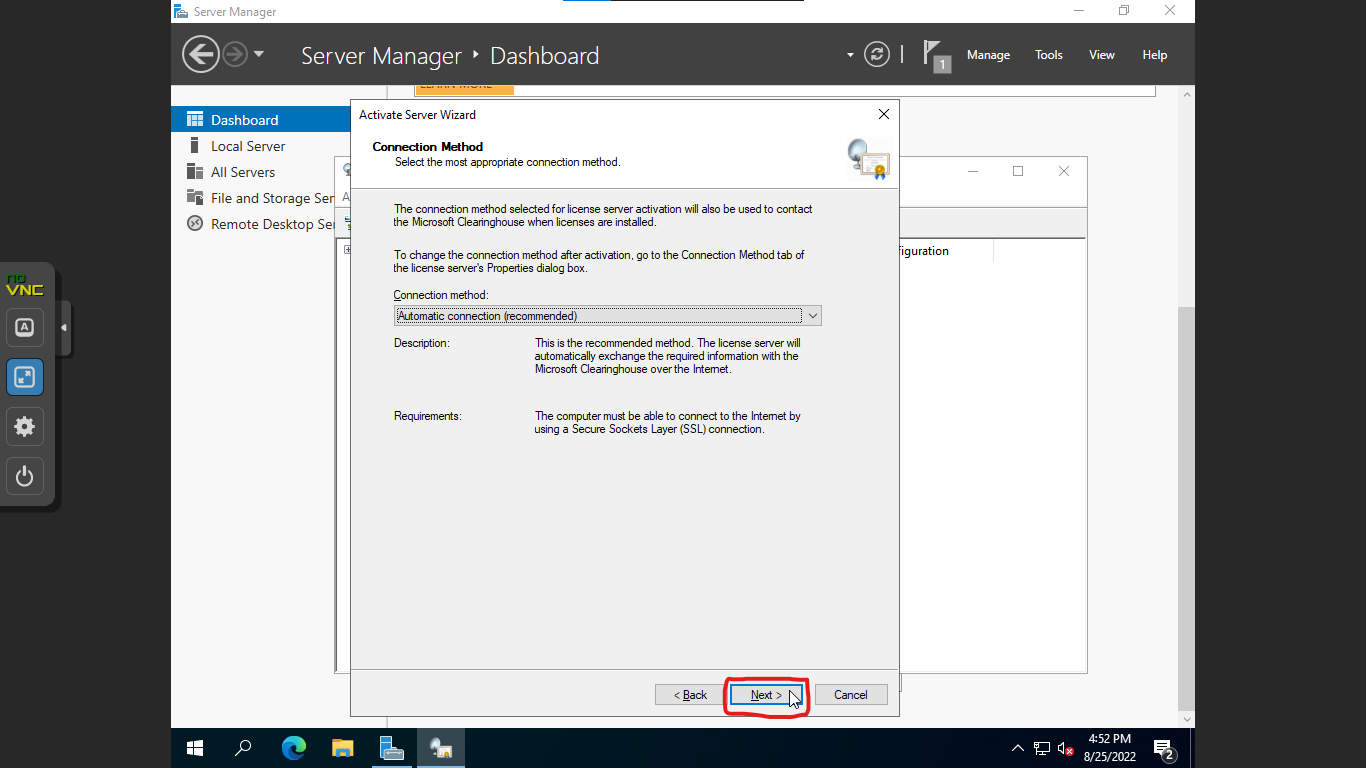 Server Manager
Server Manager ‣ Dashboard
1
Manage
Tools
View
Help
Dashboard
Local Server
All Servers
File and Storage Ser
Remote Desktop Ser
LEARN MORE
Activate Server Wizard
Connection Method
Select the most appropriate connection method.
The connection method selected for license server activation will also be used to contact
the Microsoft Clearinghouse when licenses are installed.
To change the connection method after activation, go to the Connection Method tab of
the license server's Properties dialog box.
Connection method:
Automatic connection (recommended)
Description:
This is the recommended method. The license server will
automatically exchange the required information with the
Microsoft Clearinghouse over the Internet.
Requirements:
The computer must be able to connect to the Internet by
using a Secure Sockets Layer (SSL) connection.
< Back
Next >
Cancel
A
figuration
no
VNC
A
4:52 PM
8/25/2022
2